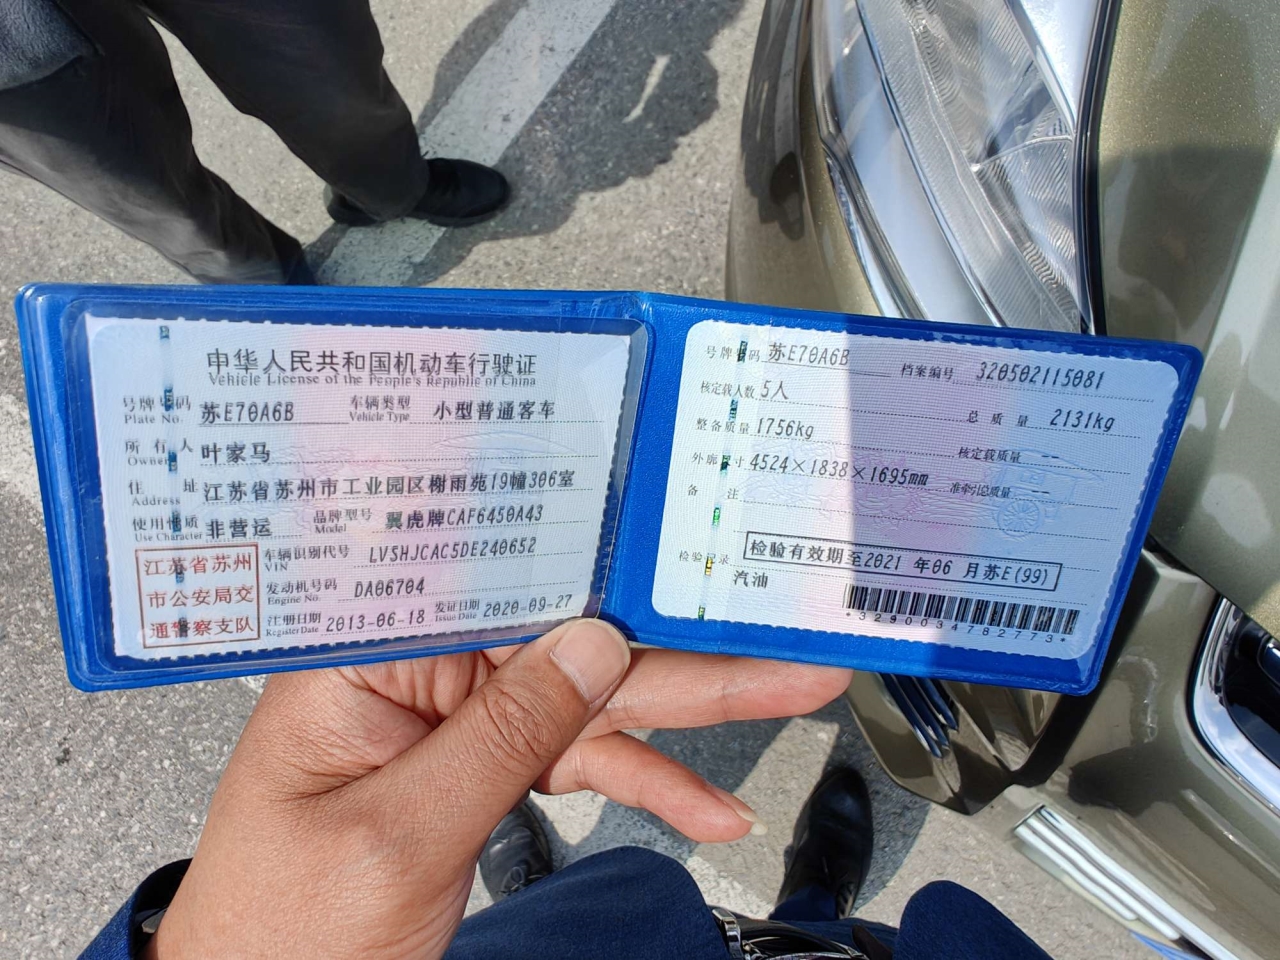 中华人民共和国机动车行驶证
Vehicle License of the People's Republic of China
号牌号码 苏E70A6B 车辆类型 小型普通客车
Plate No. Vehicle Type
所有人 叶家马
Owner
住址 江苏省苏州市工业园区榭雨苑19幢306室
Address
使用性质 非营运 品牌型号 翼虎牌CAF6450A43
Use Character Model
江苏省苏州
市公安局交
通警察支队
车辆识别代号 LVSHJCAC5DE240652
VIN
发动机号码 DA06704
Engine No.
注册日期 2013-06-18 发证日期 2020-09-27
Register Date Issue Date
号牌号码 苏E70A6B 档案编号 320502115081
核定载人数 5人 总质量 2131kg
整备质量 1756kg 核定载质量 --
外廓尺寸 4524×1838×1695mm 准牵引总质量 --
备注
检验记录 检验有效期至2021年06月苏E(99)
汽油
*3290034782773*